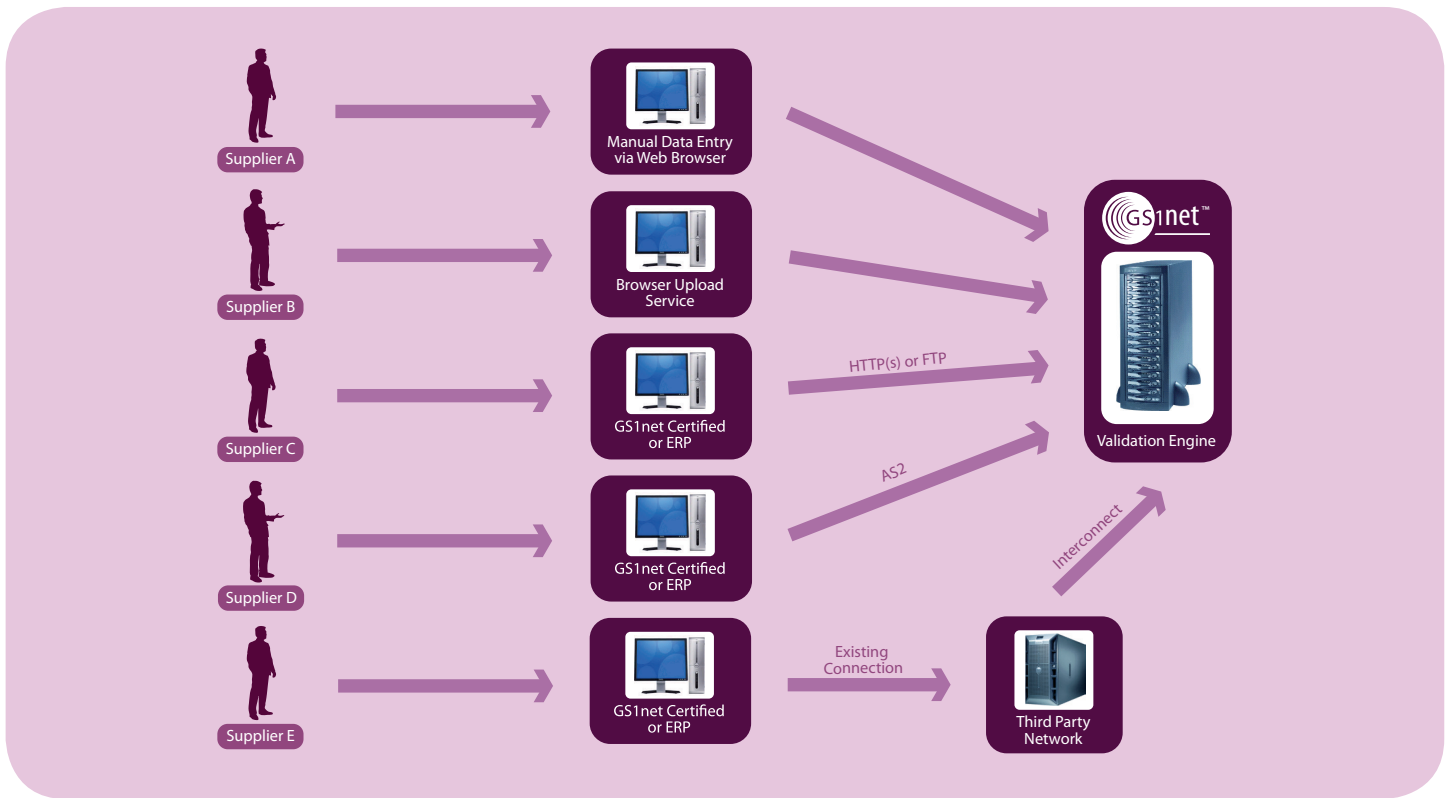 Supplier A
Manual Data Entry
via Web Browser
Supplier B
Browser Upload
Service
GS1net™
Validation Engine
Supplier C
GS1net Certified
or ERP
HTTP(s) or FTP
Supplier D
GS1net Certified
or ERP
AS2
Supplier E
GS1net Certified
or ERP
Existing
Connection
Third Party
Network
Interconnect